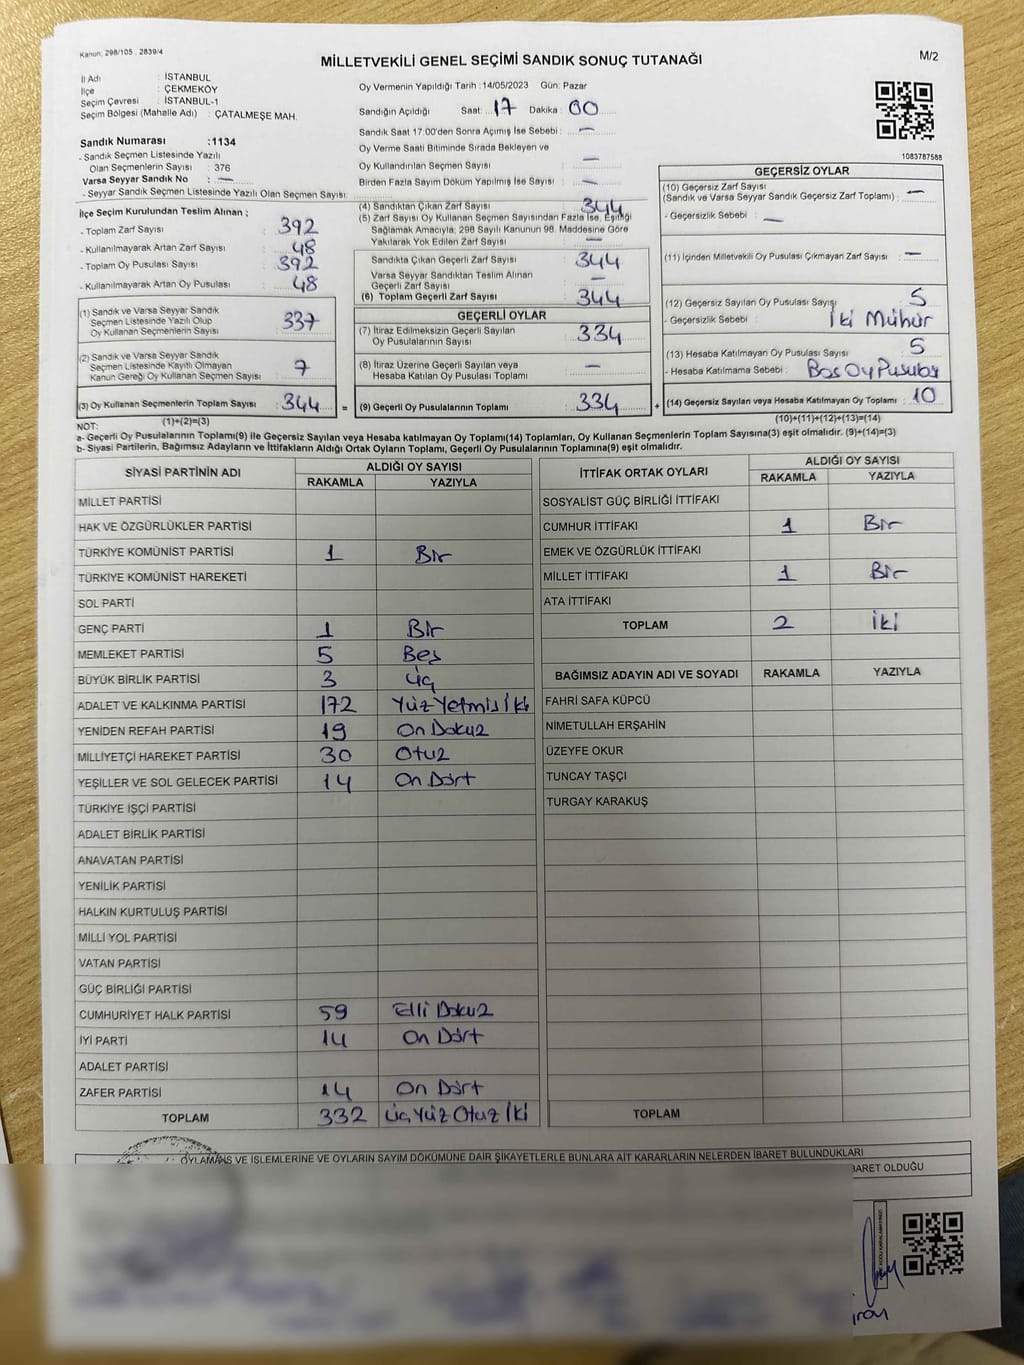 Kanun: 298/105 , 2839/4
MİLLETVEKİLİ GENEL SEÇİMİ SANDIK SONUÇ TUTANAĞI
M/2
İl Adı : İSTANBUL
İlçe : ÇEKMEKÖY
Seçim Çevresi : İSTANBUL-1
Seçim Bölgesi (Mahalle Adı) : ÇATALMEŞE MAH.
Oy Vermenin Yapıldığı Tarih : 14/05/2023 Gün: Pazar
Sandığın Açıldığı Saat : 17 Dakika : 00
Sandık Saat 17.00'den Sonra Açılmış İse Sebebi : —
Oy Verme Saati Bitiminde Sırada Bekleyen ve
Oy Kullandırılan Seçmen Sayısı : —
Birden Fazla Sayım Döküm Yapılmış İse Sayısı : —
1083787588
Sandık Numarası :1134
- Sandık Seçmen Listesinde Yazılı
Olan Seçmenlerin Sayısı : 376
Varsa Seyyar Sandık No : —
- Seyyar Sandık Seçmen Listesinde Yazılı Olan Seçmen Sayısı:
İlçe Seçim Kurulundan Teslim Alınan ;
- Toplam Zarf Sayısı : 392
- Kullanılmayarak Artan Zarf Sayısı : 48
- Toplam Oy Pusulası Sayısı : 392
- Kullanılmayarak Artan Oy Pusulası : 48
(1) Sandık ve Varsa Seyyar Sandık
Seçmen Listesinde Yazılı Olup
Oy Kullanan Seçmenlerin Sayısı : 337
(2) Sandık ve Varsa Seyyar Sandık
Seçmen Listesinde Kayıtlı Olmayan
Kanun Gereği Oy Kullanan Seçmen Sayısı : 7
(3) Oy Kullanan Seçmenlerin Toplam Sayısı : 344 =
(1)+(2)=(3)
(4) Sandıktan Çıkan Zarf Sayısı : 344
(5) Zarf Sayısı Oy Kullanan Seçmen Sayısından Fazla İse, Eşitliği
Sağlamak Amacıyla, 298 Sayılı Kanunun 98. Maddesine Göre
Yakılarak Yok Edilen Zarf Sayısı : —
Sandıkta Çıkan Geçerli Zarf Sayısı : 344
Varsa Seyyar Sandıktan Teslim Alınan
Geçerli Zarf Sayısı : —
(6) Toplam Geçerli Zarf Sayısı : 344
GEÇERLİ OYLAR
(7) İtiraz Edilmeksizin Geçerli Sayılan
Oy Pusulalarının Sayısı : 334
(8) İtiraz Üzerine Geçerli Sayılan veya
Hesaba Katılan Oy Pusulası Toplamı : —
(9) Geçerli Oy Pusulalarının Toplamı : 334 +
GEÇERSİZ OYLAR
(10) Geçersiz Zarf Sayısı
(Sandık ve Varsa Seyyar Sandık Geçersiz Zarf Toplamı) : —
- Geçersizlik Sebebi : —
(11) İçinden Milletvekili Oy Pusulası Çıkmayan Zarf Sayısı : —
(12) Geçersiz Sayılan Oy Pusulası Sayısı : 5
- Geçersizlik Sebebi : İki Mühür
(13) Hesaba Katılmayan Oy Pusulası Sayısı : 5
- Hesaba Katılmama Sebebi : Boş Oy Pusulası
(14) Geçersiz Sayılan veya Hesaba Katılmayan Oy Toplamı : 10
(10)+(11)+(12)+(13)=(14)
NOT:
a- Geçerli Oy Pusulalarının Toplamı(9) ile Geçersiz Sayılan veya Hesaba katılmayan Oy Toplamı(14) Toplamları, Oy Kullanan Seçmenlerin Toplam Sayısına(3) eşit olmalıdır. (9)+(14)=(3)
b- Siyasi Partilerin, Bağımsız Adayların ve İttifakların Aldığı Ortak Oyların Toplamı, Geçerli Oy Pusulalarının Toplamına(9) eşit olmalıdır.
SİYASİ PARTİNİN ADI ALDIĞI OY SAYISI
RAKAMLA YAZIYLA
MİLLET PARTİSİ
HAK VE ÖZGÜRLÜKLER PARTİSİ
TÜRKİYE KOMÜNİST PARTİSİ 1 Bir
TÜRKİYE KOMÜNİST HAREKETİ
SOL PARTİ
GENÇ PARTİ 1 Bir
MEMLEKET PARTİSİ 5 Beş
BÜYÜK BİRLİK PARTİSİ 3 üç
ADALET VE KALKINMA PARTİSİ 172 Yüz Yetmiş İki
YENİDEN REFAH PARTİSİ 19 On Dokuz
MİLLİYETÇİ HAREKET PARTİSİ 30 Otuz
YEŞİLLER VE SOL GELECEK PARTİSİ 14 On Dört
TÜRKİYE İŞÇİ PARTİSİ
ADALET BİRLİK PARTİSİ
ANAVATAN PARTİSİ
YENİLİK PARTİSİ
HALKIN KURTULUŞ PARTİSİ
MİLLİ YOL PARTİSİ
VATAN PARTİSİ
GÜÇ BİRLİĞİ PARTİSİ
CUMHURİYET HALK PARTİSİ 59 Elli Dokuz
İYİ PARTİ 14 On Dört
ADALET PARTİSİ
ZAFER PARTİSİ 14 On Dört
TOPLAM 332 üç Yüz Otuz İki
İTTİFAK ORTAK OYLARI ALDIĞI OY SAYISI
RAKAMLA YAZIYLA
SOSYALİST GÜÇ BİRLİĞİ İTTİFAKI
CUMHUR İTTİFAKI 1 Bir
EMEK VE ÖZGÜRLÜK İTTİFAKI
MİLLET İTTİFAKI 1 Bir
ATA İTTİFAKI
TOPLAM 2 İki
BAĞIMSIZ ADAYIN ADI VE SOYADI RAKAMLA YAZIYLA
FAHRİ SAFA KÜPCÜ
NİMETULLAH ERŞAHİN
ÜZEYFE OKUR
TUNCAY TAŞÇI
TURGAY KARAKUŞ
TOPLAM
OYLAMA İŞ VE İŞLEMLERİNE VE OYLARIN SAYIM DÖKÜMÜNE DAİR ŞİKAYETLERLE BUNLARA AİT KARARLARIN NELERDEN İBARET BULUNDUKLARI
İBARET OLDUĞU